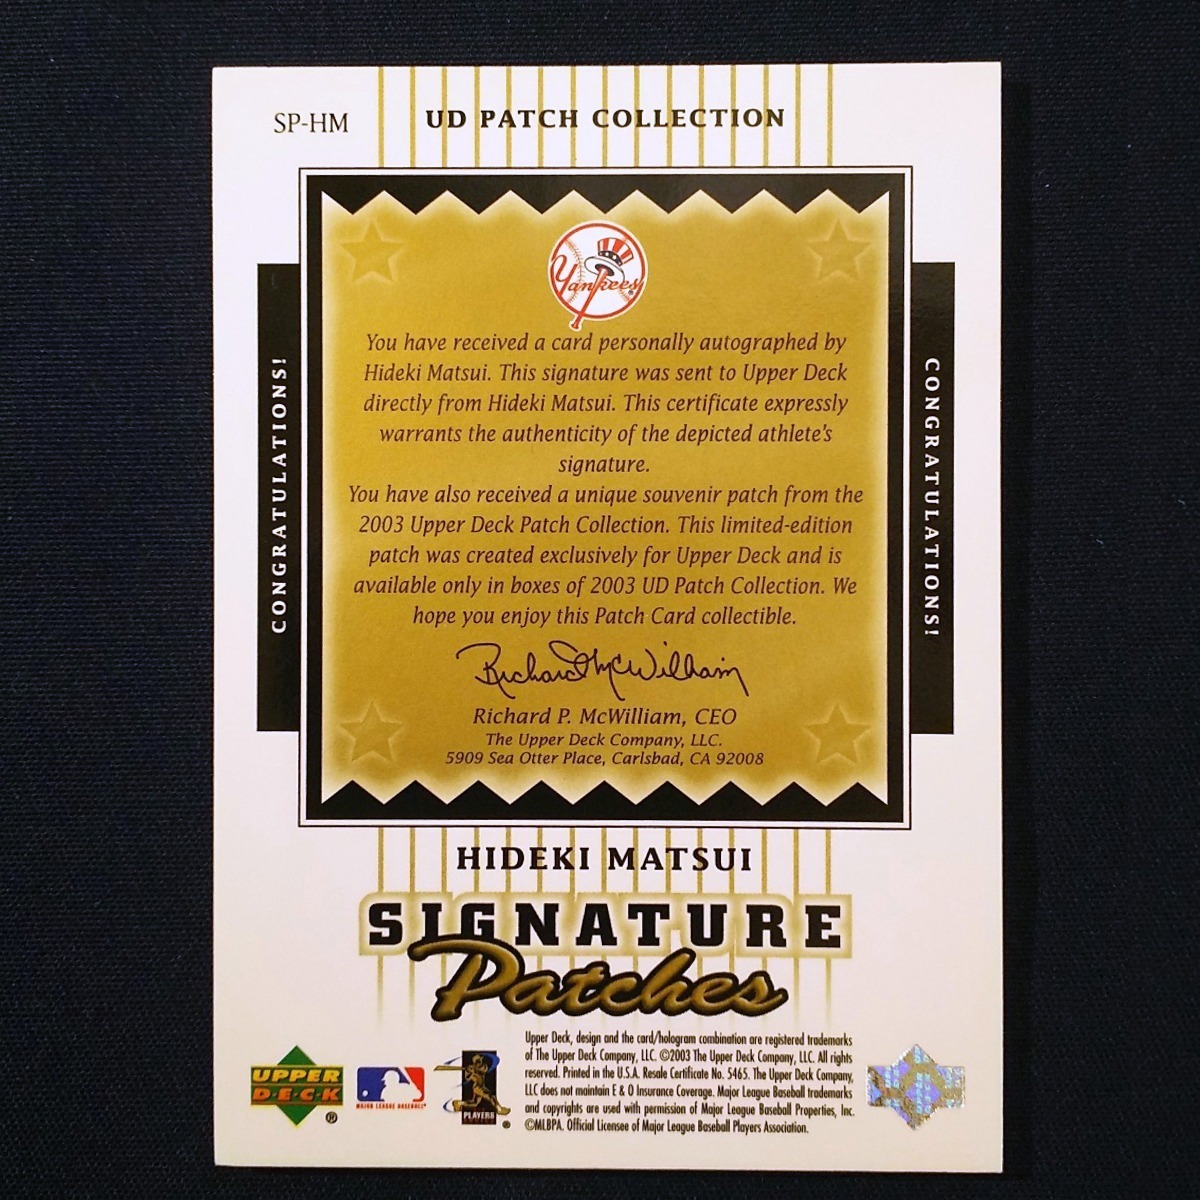 SP-HM
UD PATCH COLLECTION
Yankees
CONGRATULATIONS!
CONGRATULATIONS!
You have received a card personally autographed by
Hideki Matsui. This signature was sent to Upper Deck
directly from Hideki Matsui. This certificate expressly
warrants the authenticity of the depicted athlete's
signature.
You have also received a unique souvenir patch from the
2003 Upper Deck Patch Collection. This limited-edition
patch was created exclusively for Upper Deck and is
available only in boxes of 2003 UD Patch Collection. We
hope you enjoy this Patch Card collectible.
Richard McWilliam
Richard P. McWilliam, CEO
The Upper Deck Company, LLC.
5909 Sea Otter Place, Carlsbad, CA 92008
HIDEKI MATSUI
SIGNATURE
Patches
UPPER
D·E·C·K
®
MAJOR LEAGUE BASEBALL
PLAYERS
®
Upper Deck, design and the card/hologram combination are registered trademarks
of The Upper Deck Company, LLC. ©2003 The Upper Deck Company, LLC. All rights
reserved. Printed in the U.S.A. Resale Certificate No. 5465. The Upper Deck Company,
LLC does not maintain E & O Insurance Coverage. Major League Baseball trademarks
and copyrights are used with permission of Major League Baseball Properties, Inc.
©MLBPA. Official Licensee of Major League Baseball Players Association.